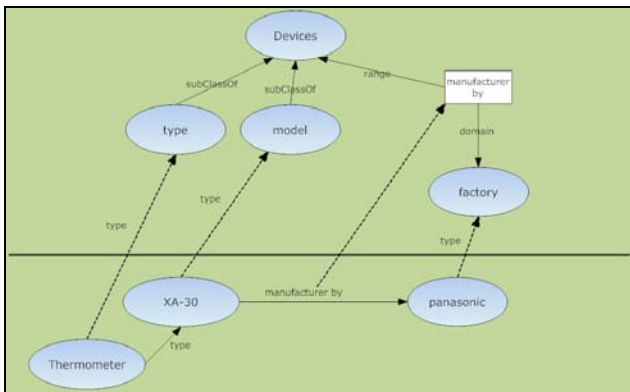 Devices
subClassOf
subClassOf
range
manufacturer
by
type
model
domain
factory
type
type
type
XA-30
manufacturer by
panasonic
Thermometer
type